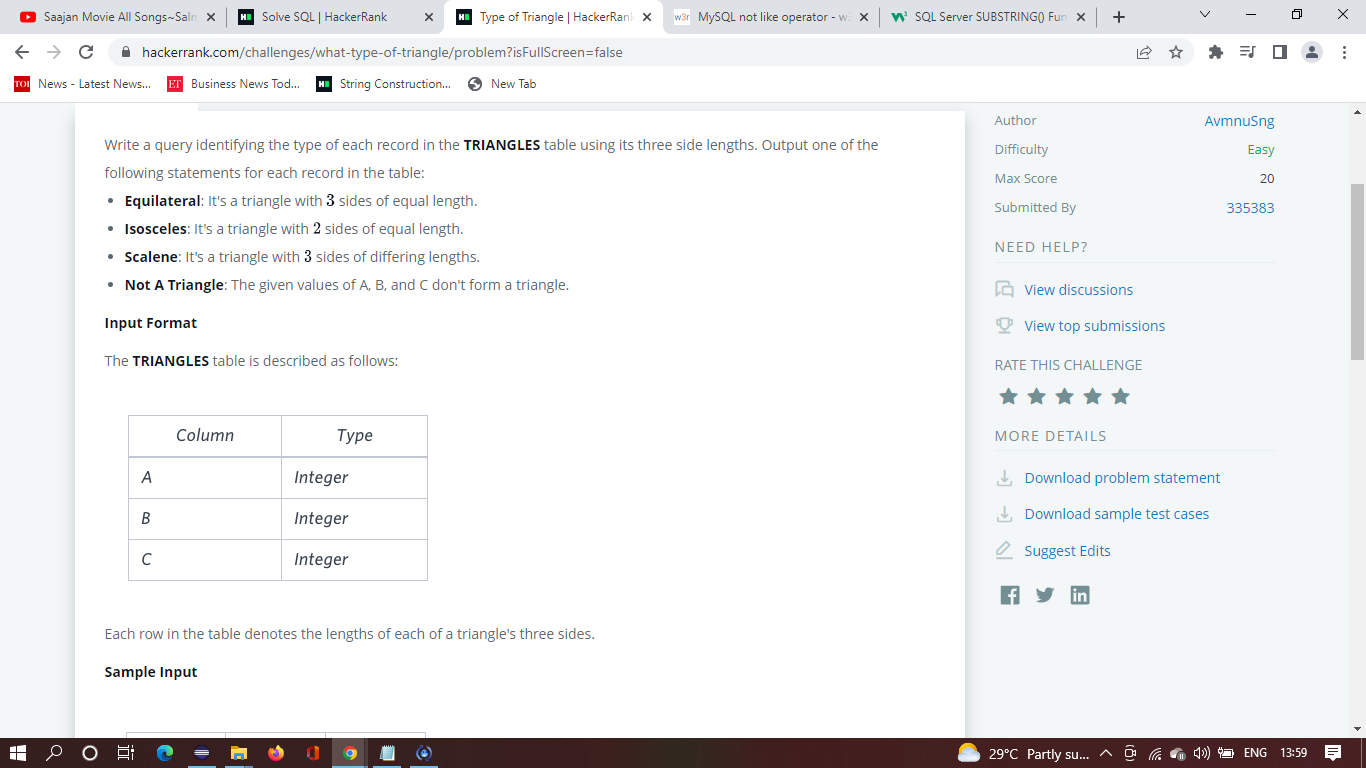 Saajan Movie All Songs~Saln
Solve SQL | HackerRank
Type of Triangle | HackerRank
w3r MySQL not like operator - w
SQL Server SUBSTRING() Fun
hackerrank.com/challenges/what-type-of-triangle/problem?isFullScreen=false
TOI News - Latest News...
ET Business News Tod...
String Construction...
New Tab
Write a query identifying the type of each record in the TRIANGLES table using its three side lengths. Output one of the
following statements for each record in the table:
• Equilateral: It's a triangle with 3 sides of equal length.
• Isosceles: It's a triangle with 2 sides of equal length.
• Scalene: It's a triangle with 3 sides of differing lengths.
• Not A Triangle: The given values of A, B, and C don't form a triangle.
Input Format
The TRIANGLES table is described as follows:
Column Type
A Integer
B Integer
C Integer
Each row in the table denotes the lengths of each of a triangle's three sides.
Sample Input
Author AvmnuSng
Difficulty Easy
Max Score 20
Submitted By 335383
NEED HELP?
View discussions
View top submissions
RATE THIS CHALLENGE
MORE DETAILS
Download problem statement
Download sample test cases
Suggest Edits
29°C Partly su... ENG 13:59